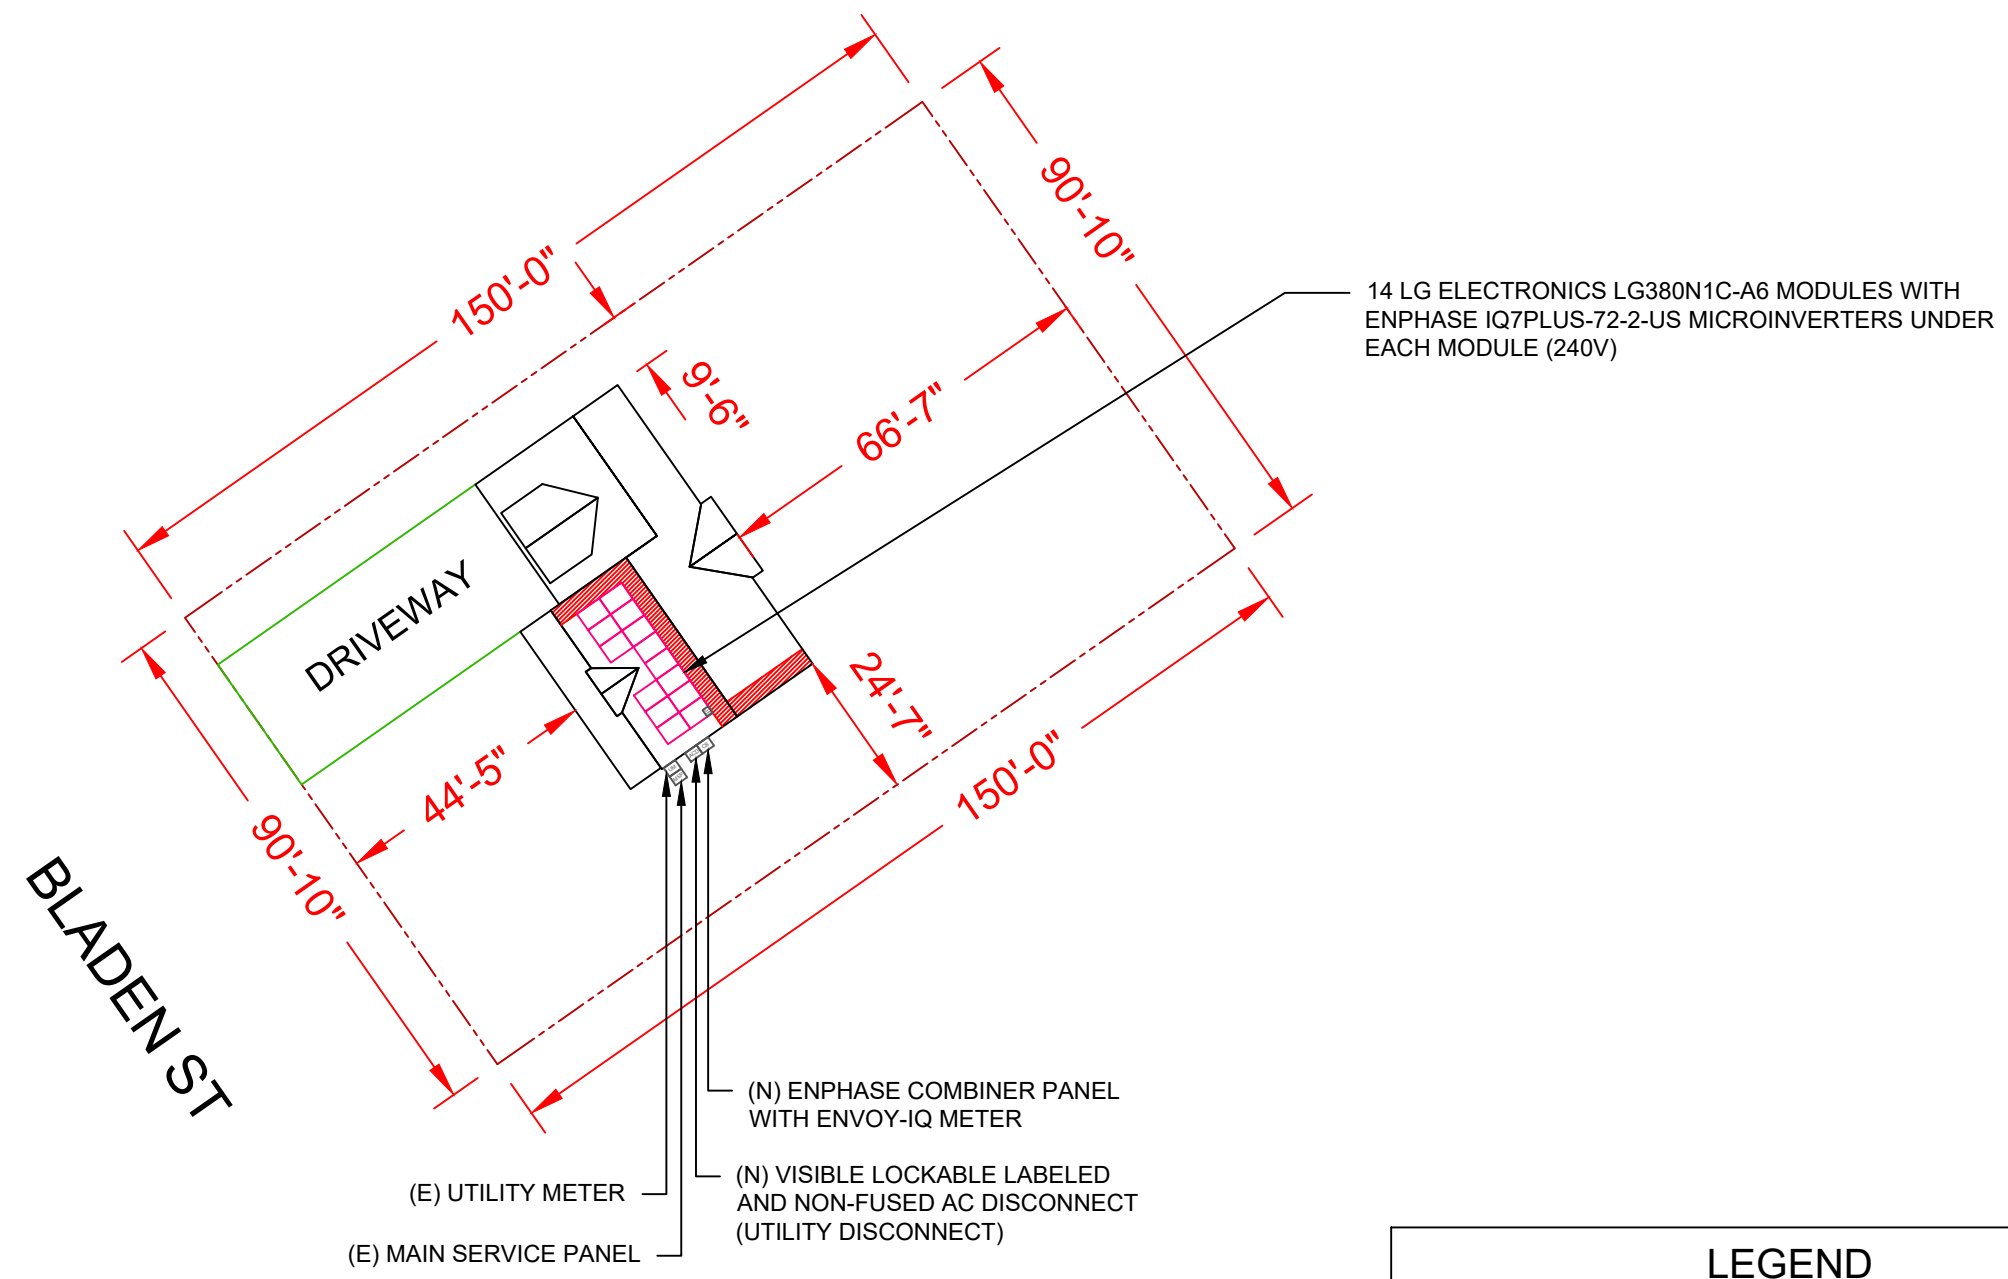 150'-0"
90'-10"
14 LG ELECTRONICS LG380N1C-A6 MODULES WITH
ENPHASE IQ7PLUS-72-2-US MICROINVERTERS UNDER
EACH MODULE (240V)
9'-6"
66'-7"
DRIVEWAY
24'-7"
44'-5"
150'-0"
90'-10"
BLADEN ST
(N) ENPHASE COMBINER PANEL
WITH ENVOY-IQ METER
(E) UTILITY METER
(N) VISIBLE LOCKABLE LABELED
AND NON-FUSED AC DISCONNECT
(UTILITY DISCONNECT)
(E) MAIN SERVICE PANEL
LEGEND